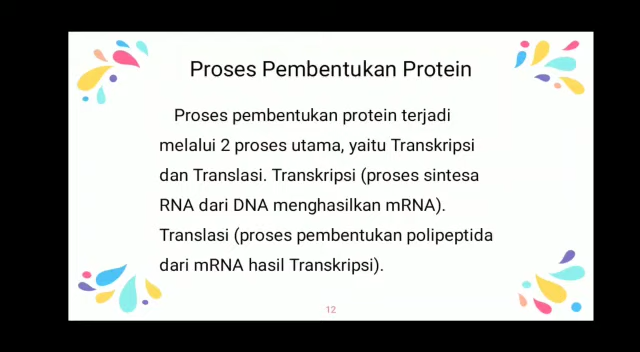 Proses Pembentukan Protein
Proses pembentukan protein terjadi
melalui 2 proses utama, yaitu Transkripsi
dan Translasi. Transkripsi (proses sintesa
RNA dari DNA menghasilkan mRNA).
Translasi (proses pembentukan polipeptida
dari mRNA hasil Transkripsi).
12